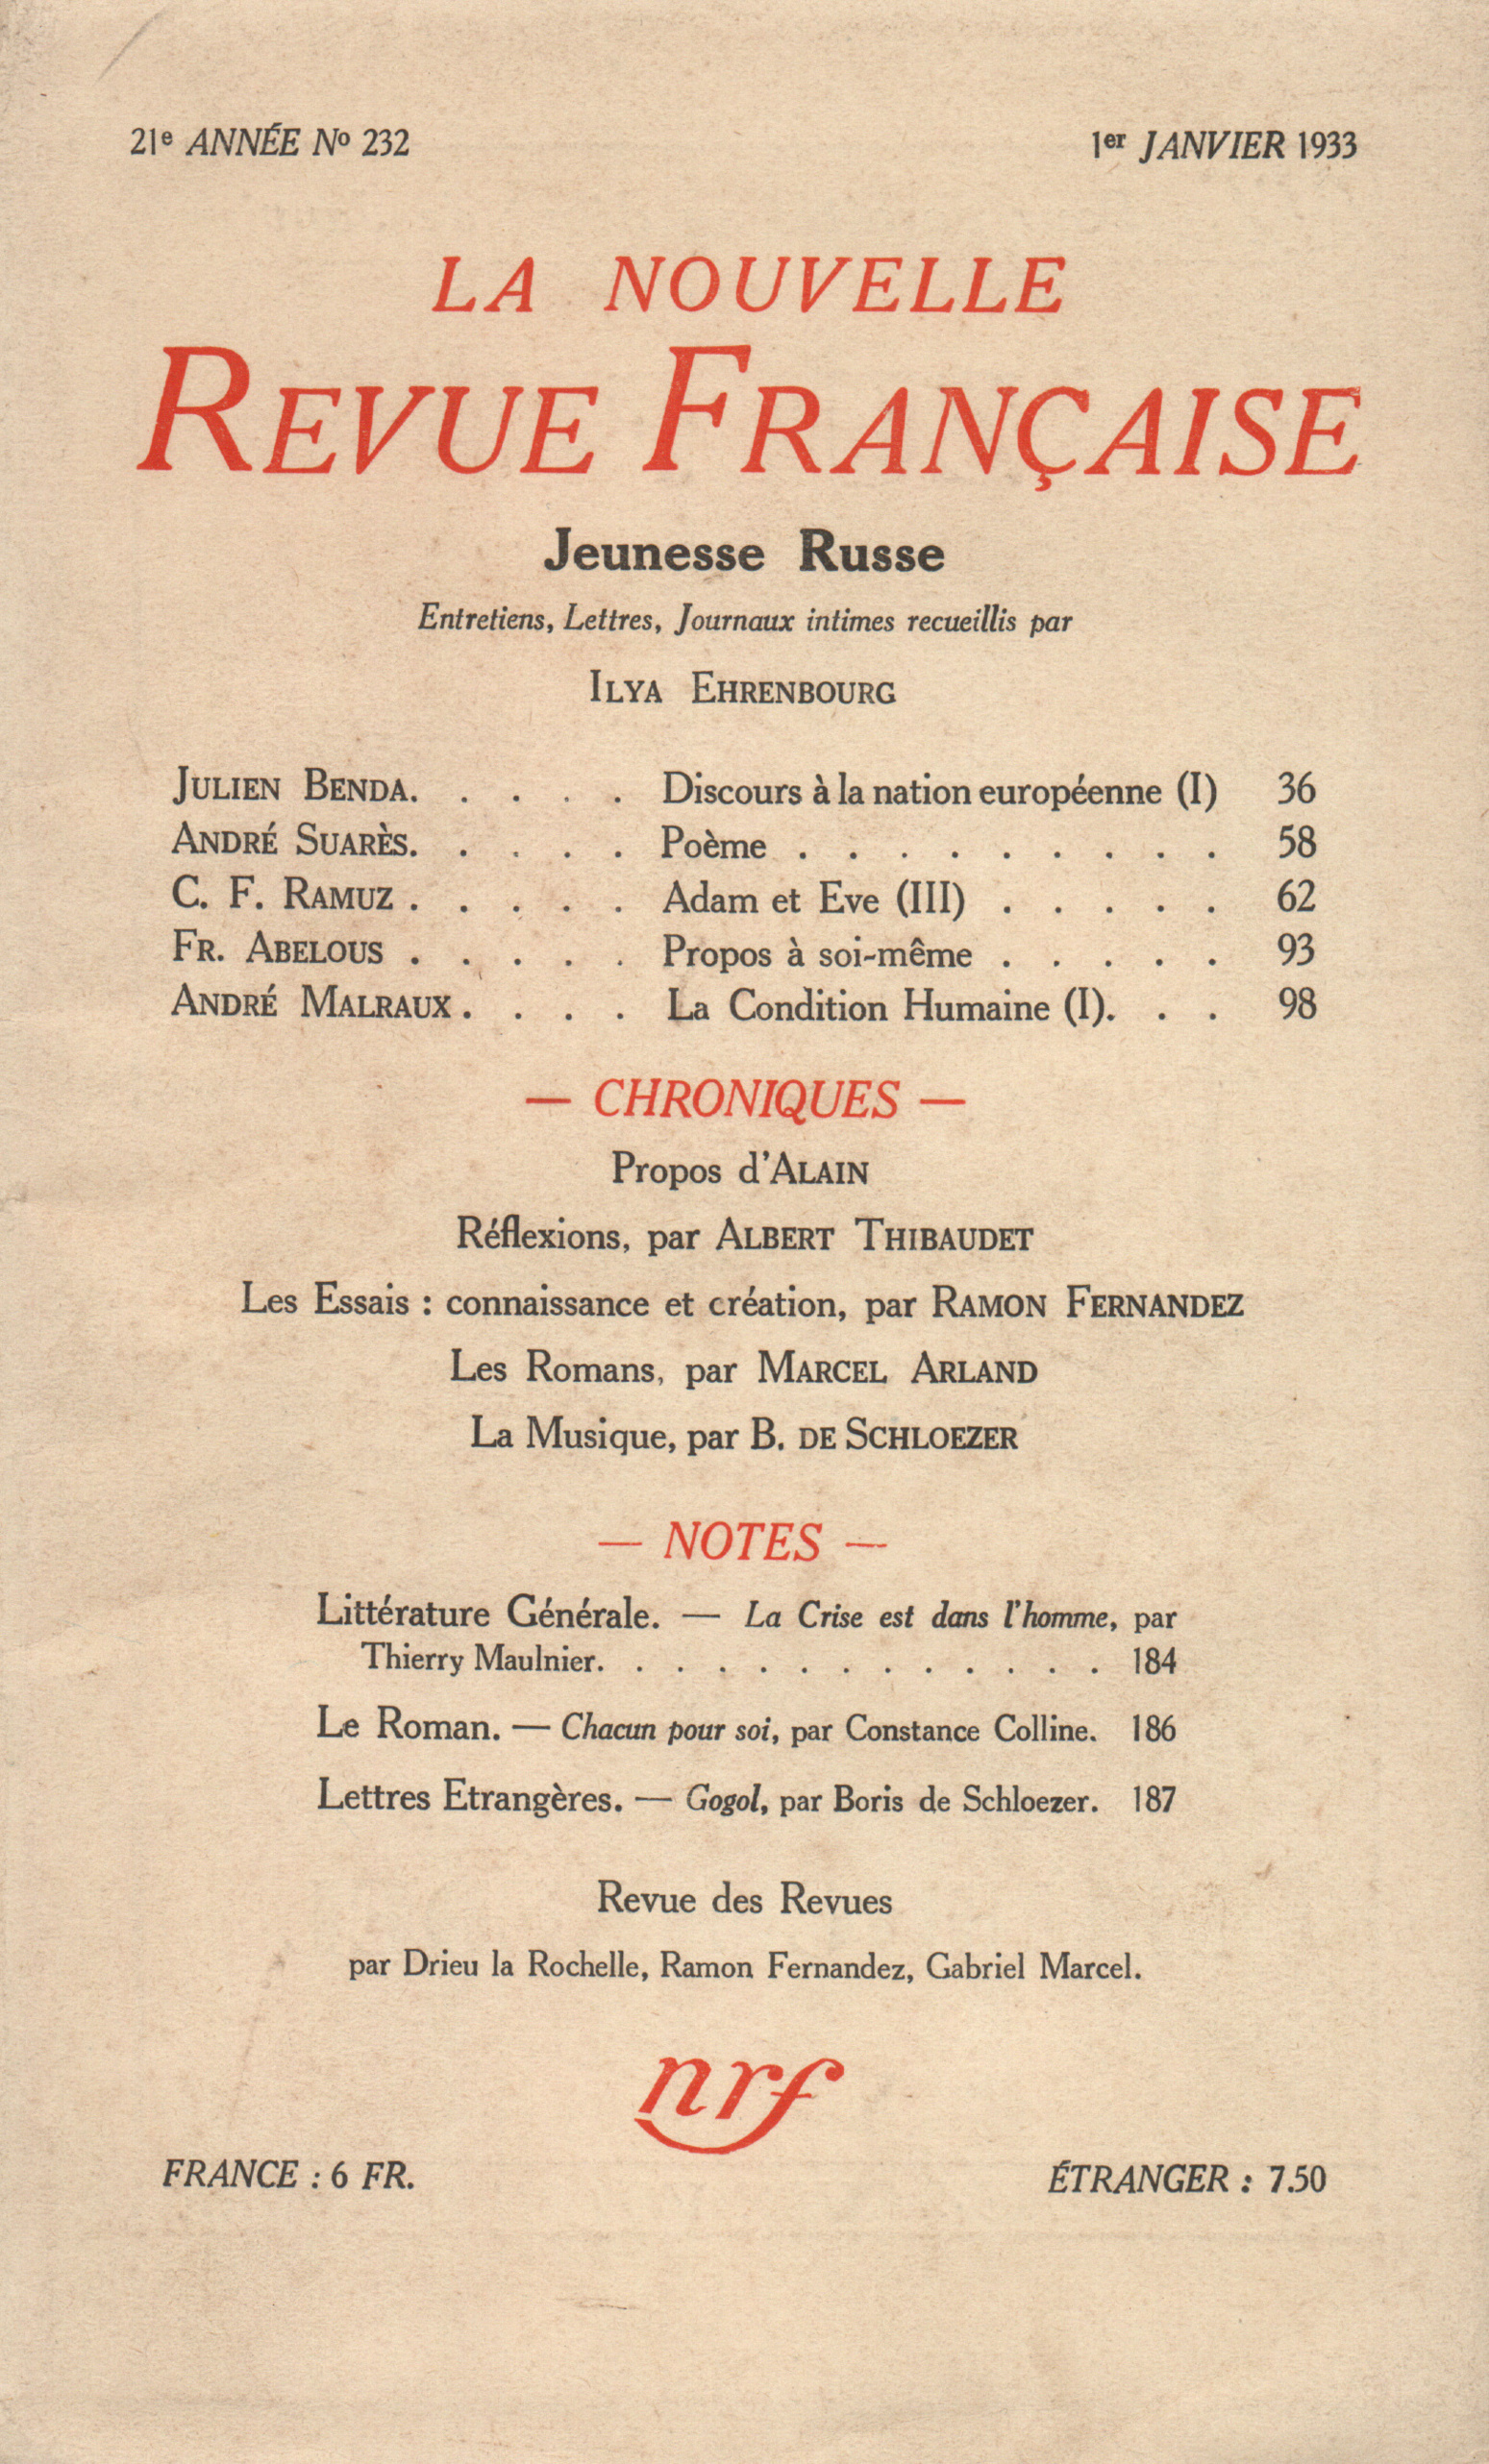 21e ANNÉE No 232 1er JANVIER 1933
LA NOUVELLE
REVUE FRANÇAISE
Jeunesse Russe
Entretiens, Lettres, Journaux intimes recueillis par
ILYA EHRENBOURG
JULIEN BENDA. . . . . Discours à la nation européenne (I) 36
ANDRÉ SUARÈS. . . . . Poème . . . . . . . . . 58
C. F. RAMUZ . . . . . Adam et Eve (III) . . . . . 62
FR. ABELOUS . . . . . Propos à soi-même . . . . . 93
ANDRÉ MALRAUX . . . . La Condition Humaine (I). . . 98
— CHRONIQUES —
Propos d'ALAIN
Réflexions, par ALBERT THIBAUDET
Les Essais : connaissance et création, par RAMON FERNANDEZ
Les Romans, par MARCEL ARLAND
La Musique, par B. DE SCHLOEZER
— NOTES —
Littérature Générale. — La Crise est dans l'homme, par
Thierry Maulnier. . . . . . . . . . . . . 184
Le Roman. — Chacun pour soi, par Constance Colline. 186
Lettres Etrangères. — Gogol, par Boris de Schloezer. 187
Revue des Revues
par Drieu la Rochelle, Ramon Fernandez, Gabriel Marcel.
nrf
FRANCE : 6 FR. ÉTRANGER : 7.50